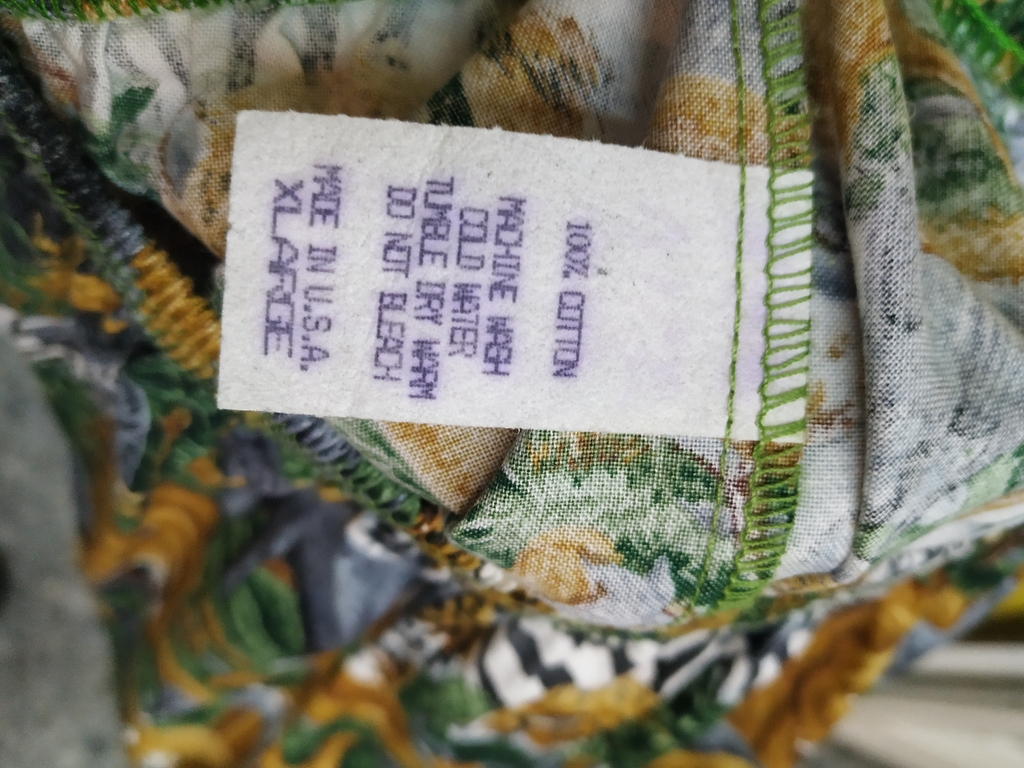 100% COTTON
MACHINE WASH
COLD WATER
TUMBLE DRY WARM
DO NOT BLEACH
MADE IN U.S.A.
XLARGE